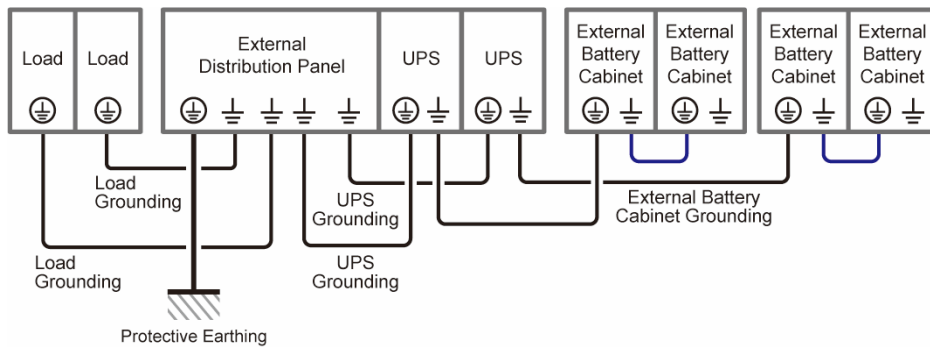 Load
Load
External
Distribution Panel
UPS
UPS
External
Battery
Cabinet
External
Battery
Cabinet
External
Battery
Cabinet
External
Battery
Cabinet
Load
Grounding
UPS
Grounding
External Battery
Cabinet Grounding
Load
Grounding
UPS
Grounding
Protective Earthing